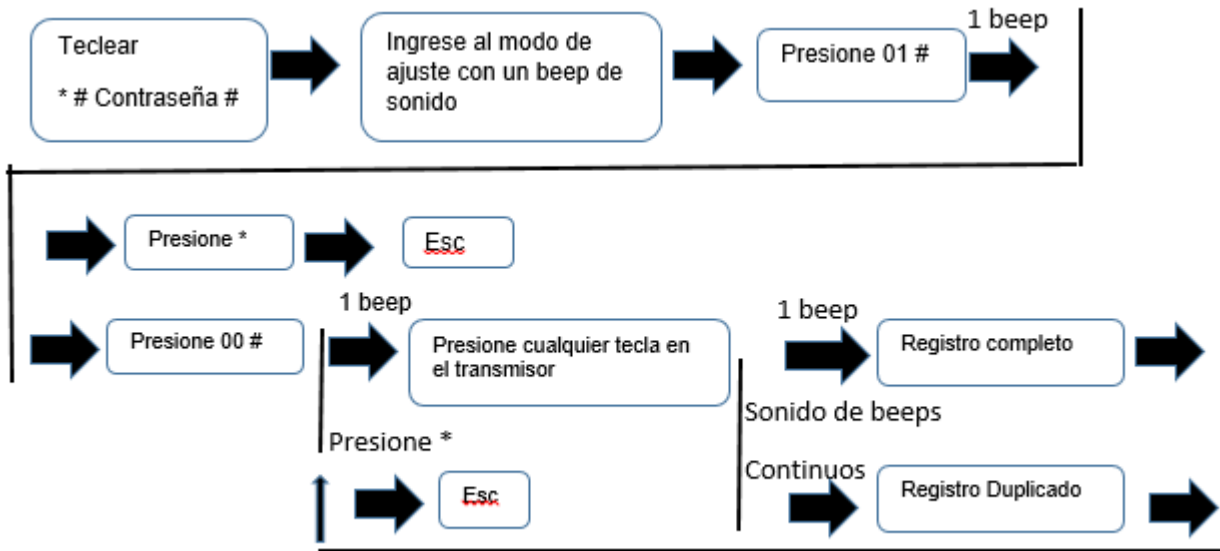 Teclear
* # Contraseña #
Ingrese al modo de
ajuste con un beep de
sonido
Presione 01 #
1 beep
Presione *
Esc
Presione 00 #
1 beep
Presione cualquier tecla en
el transmisor
1 beep
Registro completo
Presione *
Esc
Sonido de beeps
Continuos
Registro Duplicado